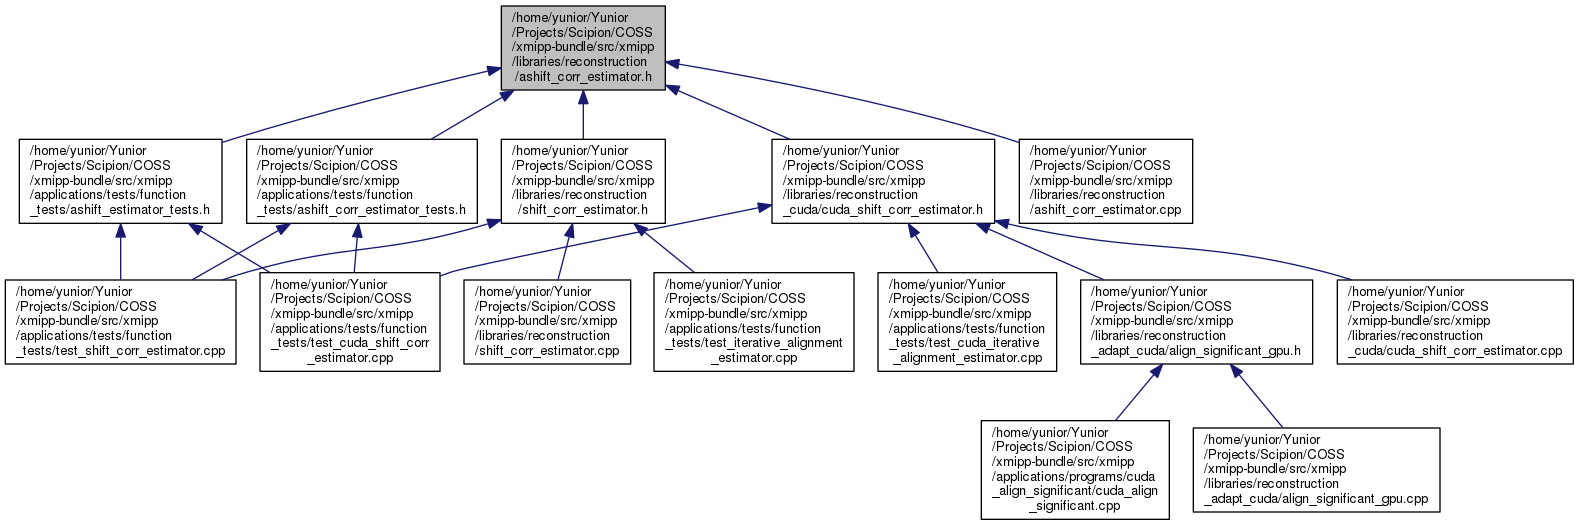 /home/yunior/Yunior
/Projects/Scipion/COSS
/xmipp-bundle/src/xmipp
/libraries/reconstruction
/ashift_corr_estimator.h
/home/yunior/Yunior
/Projects/Scipion/COSS
/xmipp-bundle/src/xmipp
/applications/tests/function
_tests/ashift_estimator_tests.h
/home/yunior/Yunior
/Projects/Scipion/COSS
/xmipp-bundle/src/xmipp
/applications/tests/function
_tests/ashift_corr_estimator_tests.h
/home/yunior/Yunior
/Projects/Scipion/COSS
/xmipp-bundle/src/xmipp
/libraries/reconstruction
/shift_corr_estimator.h
/home/yunior/Yunior
/Projects/Scipion/COSS
/xmipp-bundle/src/xmipp
/libraries/reconstruction
_cuda/cuda_shift_corr_estimator.h
/home/yunior/Yunior
/Projects/Scipion/COSS
/xmipp-bundle/src/xmipp
/libraries/reconstruction
/ashift_corr_estimator.cpp
/home/yunior/Yunior
/Projects/Scipion/COSS
/xmipp-bundle/src/xmipp
/applications/tests/function
_tests/test_shift_corr_estimator.cpp
/home/yunior/Yunior
/Projects/Scipion/COSS
/xmipp-bundle/src/xmipp
/applications/tests/function
_tests/test_cuda_shift_corr
_estimator.cpp
/home/yunior/Yunior
/Projects/Scipion/COSS
/xmipp-bundle/src/xmipp
/libraries/reconstruction
/shift_corr_estimator.cpp
/home/yunior/Yunior
/Projects/Scipion/COSS
/xmipp-bundle/src/xmipp
/applications/tests/function
_tests/test_iterative_alignment
_estimator.cpp
/home/yunior/Yunior
/Projects/Scipion/COSS
/xmipp-bundle/src/xmipp
/applications/tests/function
_tests/test_cuda_iterative
_alignment_estimator.cpp
/home/yunior/Yunior
/Projects/Scipion/COSS
/xmipp-bundle/src/xmipp
/libraries/reconstruction
_adapt_cuda/align_significant_gpu.h
/home/yunior/Yunior
/Projects/Scipion/COSS
/xmipp-bundle/src/xmipp
/libraries/reconstruction
_cuda/cuda_shift_corr_estimator.cpp
/home/yunior/Yunior
/Projects/Scipion/COSS
/xmipp-bundle/src/xmipp
/applications/programs/cuda
_align_significant/cuda_align
_significant.cpp
/home/yunior/Yunior
/Projects/Scipion/COSS
/xmipp-bundle/src/xmipp
/libraries/reconstruction
_adapt_cuda/align_significant_gpu.cpp